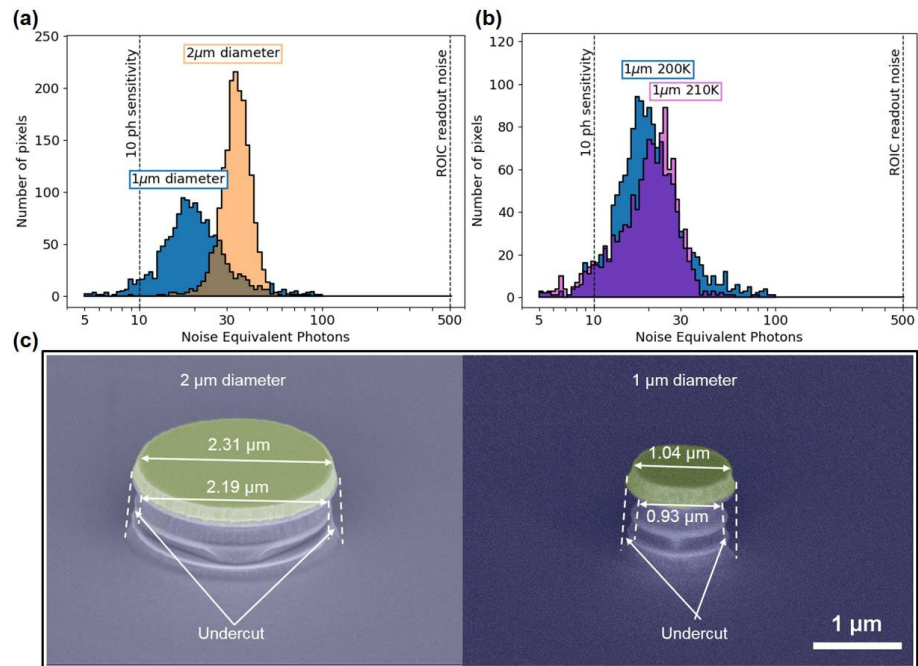 (a)
250
200
150
100
50
0
Number of pixels
10 ph sensitivity
2μm diameter
1μm diameter
ROIC readout noise
5
10
30
100
500
Noise Equivalent Photons
(b)
120
100
80
60
40
20
0
Number of pixels
10 ph sensitivity
1μm 200K
1μm 210K
ROIC readout noise
5
10
30
100
500
Noise Equivalent Photons
(c)
2 μm diameter
2.31 μm
2.19 μm
Undercut
1 μm diameter
1.04 μm
0.93 μm
Undercut
1 μm